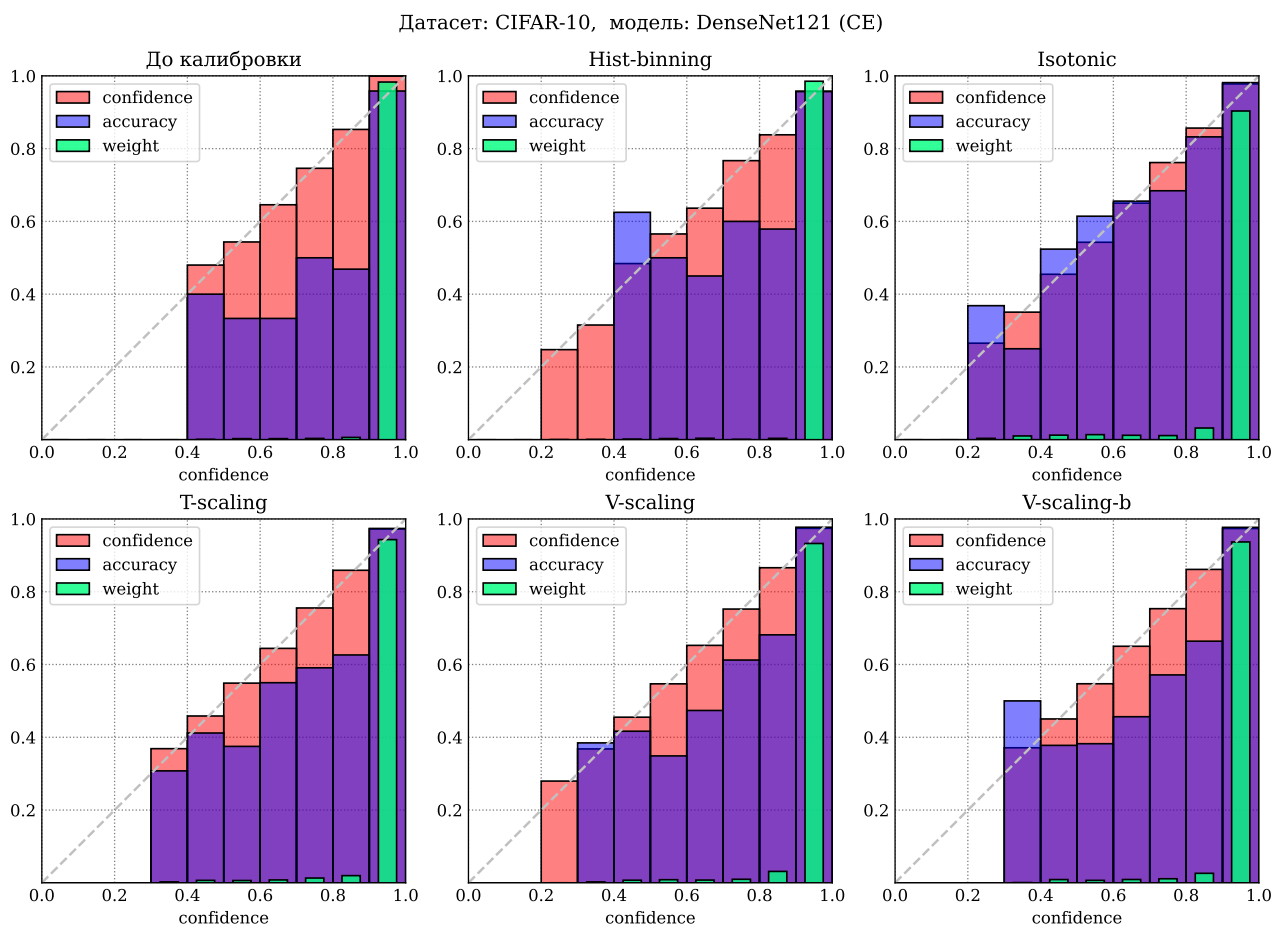 Датасет: CIFAR-10,  модель: DenseNet121 (CE)
До калибровки
1.0
0.8
0.6
0.4
0.2
confidence
accuracy
weight
0.0 0.2 0.4 0.6 0.8 1.0
confidence
Hist-binning
1.0
0.8
0.6
0.4
0.2
confidence
accuracy
weight
0.0 0.2 0.4 0.6 0.8 1.0
confidence
Isotonic
1.0
0.8
0.6
0.4
0.2
confidence
accuracy
weight
0.0 0.2 0.4 0.6 0.8 1.0
confidence
T-scaling
1.0
0.8
0.6
0.4
0.2
confidence
accuracy
weight
0.0 0.2 0.4 0.6 0.8 1.0
confidence
V-scaling
1.0
0.8
0.6
0.4
0.2
confidence
accuracy
weight
0.0 0.2 0.4 0.6 0.8 1.0
confidence
V-scaling-b
1.0
0.8
0.6
0.4
0.2
confidence
accuracy
weight
0.0 0.2 0.4 0.6 0.8 1.0
confidence